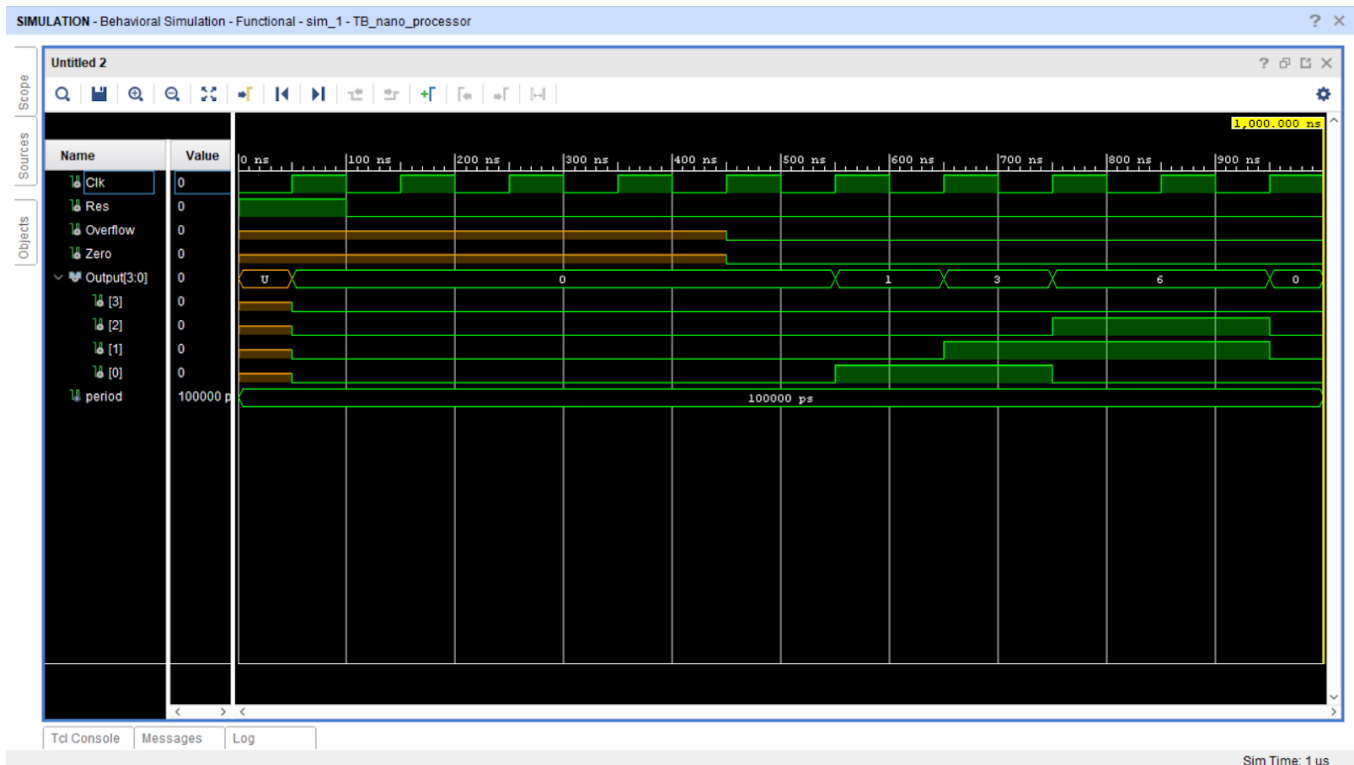 SIMULATION - Behavioral Simulation - Functional - sim_1 - TB_nano_processor ? ×
Scope
Sources
Objects
Untitled 2 ?
1,000.000 ns
Name Value 0 ns 100 ns 200 ns 300 ns 400 ns 500 ns 600 ns 700 ns 800 ns 900 ns
Clk 0
Res 0
Overflow 0
Zero 0
Output[3:0] 0 U 0 1 3 6 0
[3] 0
[2] 0
[1] 0
[0] 0
period 100000 p 100000 ps
Tcl Console Messages Log
Sim Time: 1 us